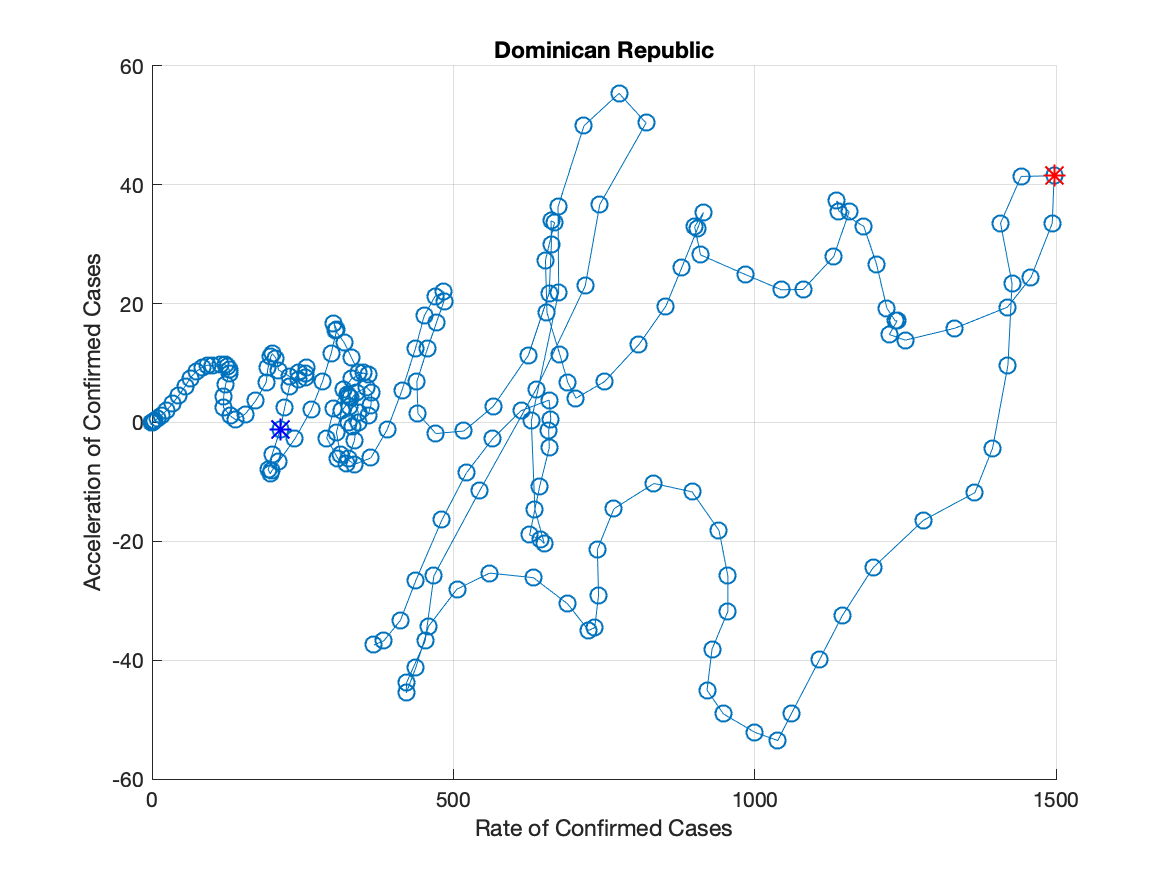 Dominican Republic
60
40
20
0
-20
-40
-60
Acceleration of Confirmed Cases
0 500 1000 1500
Rate of Confirmed Cases